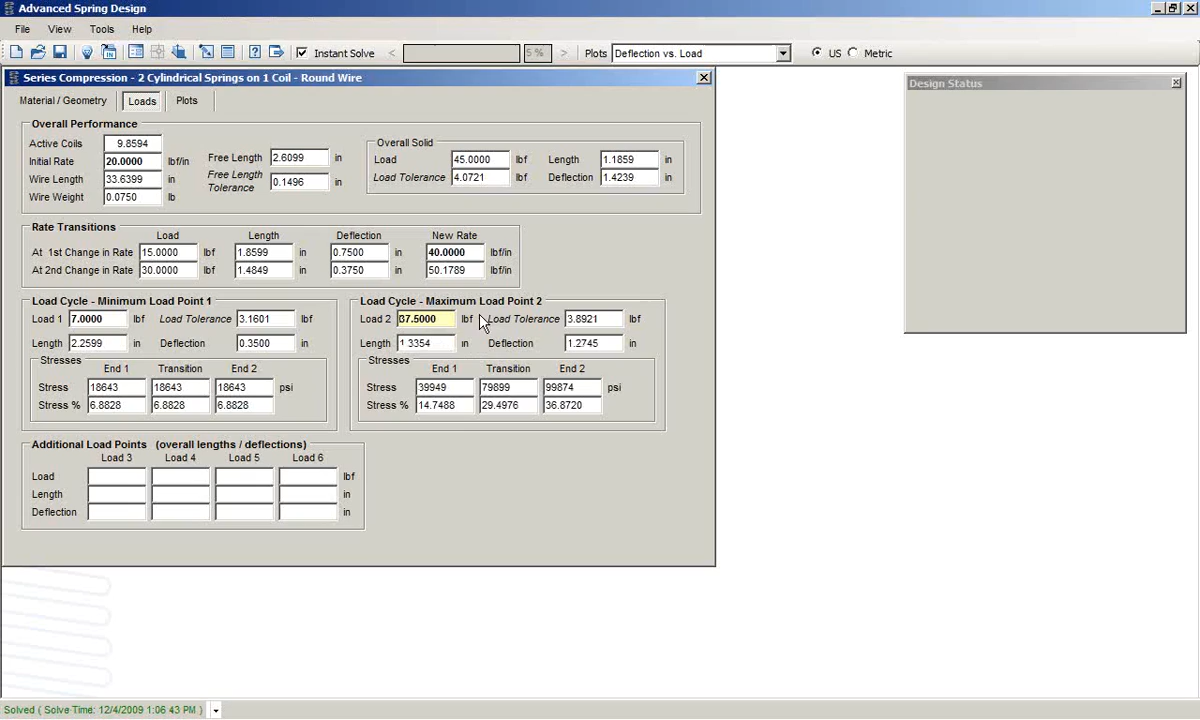 Advanced Spring Design
File View Tools Help
Instant Solve < 5 % > Plots Deflection vs. Load US Metric
Series Compression - 2 Cylindrical Springs on 1 Coil - Round Wire
Design Status
Material / Geometry Loads Plots
Overall Performance
Active Coils 9.8594
Initial Rate 20.0000 lbf/in
Wire Length 33.6399 in
Wire Weight 0.0750 lb
Free Length 2.6099 in
Free Length Tolerance 0.1496 in
Overall Solid
Load 45.0000 lbf Length 1.1859 in
Load Tolerance 4.0721 lbf Deflection 1.4239 in
Rate Transitions
Load Length Deflection New Rate
At 1st Change in Rate 15.0000 lbf 1.8599 in 0.7500 in 40.0000 lbf/in
At 2nd Change in Rate 30.0000 lbf 1.4849 in 0.3750 in 50.1789 lbf/in
Load Cycle - Minimum Load Point 1
Load 1 7.0000 lbf Load Tolerance 3.1601 lbf
Length 2.2599 in Deflection 0.3500 in
Stresses
End 1 Transition End 2
Stress 18643 18643 18643 psi
Stress % 6.8828 6.8828 6.8828
Load Cycle - Maximum Load Point 2
Load 2 37.5000 lbf Load Tolerance 3.8921 lbf
Length 1.3354 in Deflection 1.2745 in
Stresses
End 1 Transition End 2
Stress 39949 79899 99874 psi
Stress % 14.7488 29.4976 36.8720
Additional Load Points (overall lengths / deflections)
Load 3 Load 4 Load 5 Load 6
Load lbf
Length in
Deflection in
Solved ( Solve Time: 12/4/2009 1:06:43 PM )